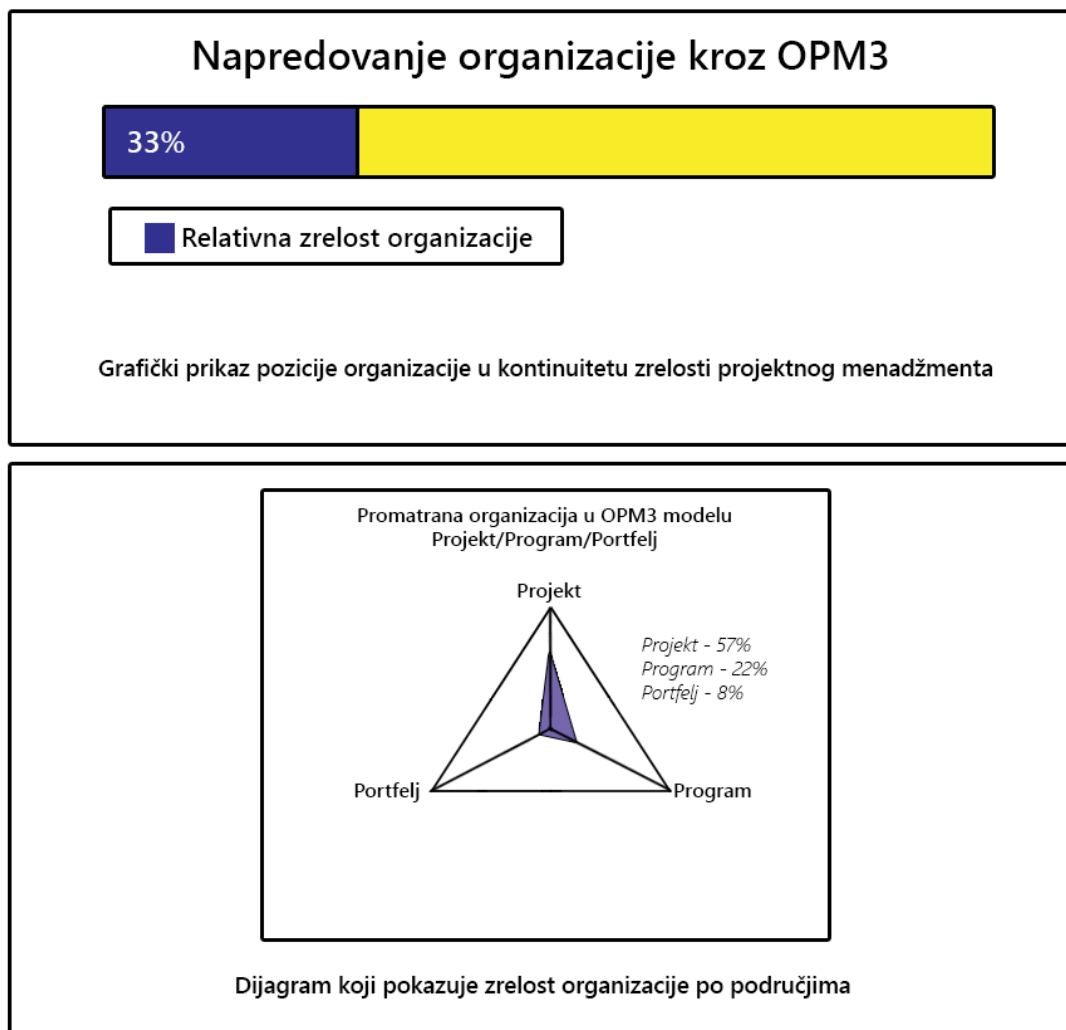 Napredovanje organizacije kroz OPM3
33%
Relativna zrelost organizacije
Grafički prikaz pozicije organizacije u kontinuitetu zrelosti projektnog menadžmenta
Promatrana organizacija u OPM3 modelu
Projekt/Program/Portfelj
Projekt
Projekt - 57%
Program - 22%
Portfelj - 8%
Portfelj
Program
Dijagram koji pokazuje zrelost organizacije po područjima